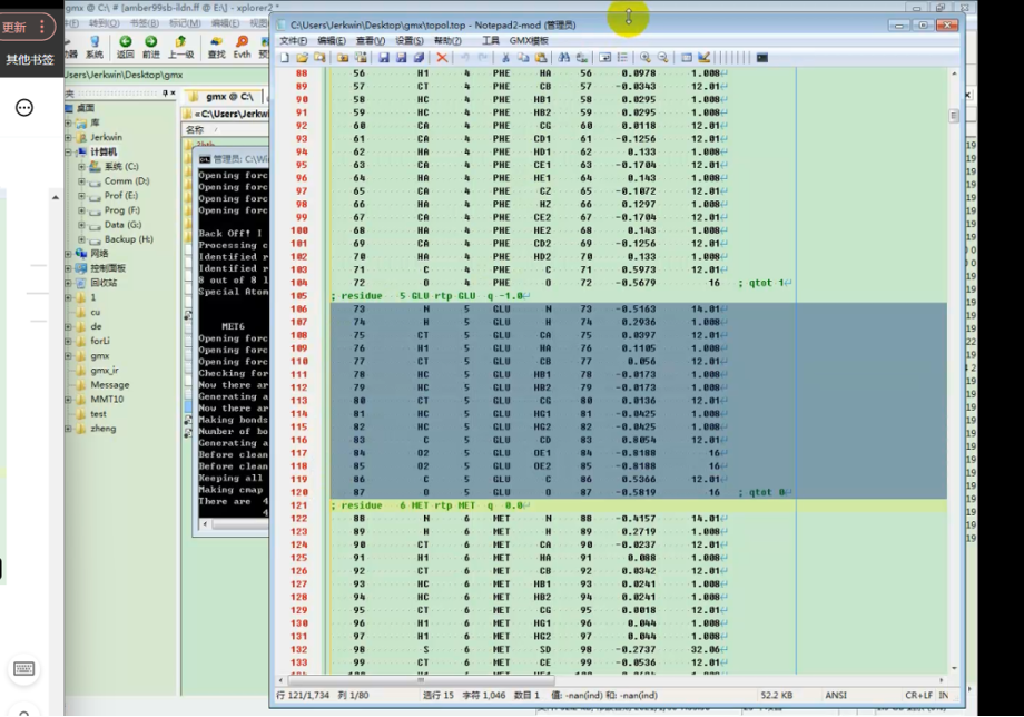 gmx @ C:\ # [amber99sb-ildn.ff @ E:\] - xplorer2
更新
其他书签
系统
返回
前进
上一级
查找
Evth
Users\Jerkwin\Desktop\gmx
桌面
库
Jerkwin
计算机
系统 (C:)
Comm (D:)
Prof (E:)
Prog (F:)
Data (G:)
Backup (H:)
网络
控制面板
回收站
1
cu
de
forLi
gmx
gmx_ir
Message
MMT10
test
zheng
gmx @ C:\
«C:\Users\Jerkwin
名称
管理员: C:\Wi
Opening forc
Opening forc
Opening forc
Opening forc
Back Off! I
Processing c
Identified r
Identified r
8 out of 8 l
Special Atom
MET6
Opening forc
Opening forc
Opening forc
Checking for
Now there ar
Generating a
Now there ar
Making bonds
Number of bo
Generating a
Before clean
Before clean
Keeping all
Making cmap
There are 4
C:\Users\Jerkwin\Desktop\gmx\topol.top - Notepad2-mod (管理员)
文件(F) 编辑(E) 查看(V) 设置(S) 帮助(?) 工具 GMX模板
88 56 H1 4 PHE HA 56 0.0978 1.008
89 57 CT 4 PHE CB 57 -0.0343 12.01
90 58 HC 4 PHE HB1 58 0.0295 1.008
91 59 HC 4 PHE HB2 59 0.0295 1.008
92 60 CA 4 PHE CG 60 0.0118 12.01
93 61 CA 4 PHE CD1 61 -0.1256 12.01
94 62 HA 4 PHE HD1 62 0.133 1.008
95 63 CA 4 PHE CE1 63 -0.1704 12.01
96 64 HA 4 PHE HE1 64 0.143 1.008
97 65 CA 4 PHE CZ 65 -0.1072 12.01
98 66 HA 4 PHE HZ 66 0.1297 1.008
99 67 CA 4 PHE CE2 67 -0.1704 12.01
100 68 HA 4 PHE HE2 68 0.143 1.008
101 69 CA 4 PHE CD2 69 -0.1256 12.01
102 70 HA 4 PHE HD2 70 0.133 1.008
103 71 C 4 PHE C 71 0.5973 12.01
104 72 O 4 PHE O 72 -0.5679 16 ; qtot 1
105 ; residue 5 GLU rtp GLU q -1.0
106 73 N 5 GLU N 73 -0.5163 14.01
107 74 H 5 GLU H 74 0.2936 1.008
108 75 CT 5 GLU CA 75 0.0397 12.01
109 76 H1 5 GLU HA 76 0.1105 1.008
110 77 CT 5 GLU CB 77 0.056 12.01
111 78 HC 5 GLU HB1 78 -0.0173 1.008
112 79 HC 5 GLU HB2 79 -0.0173 1.008
113 80 CT 5 GLU CG 80 0.0136 12.01
114 81 HC 5 GLU HG1 81 -0.0425 1.008
115 82 HC 5 GLU HG2 82 -0.0425 1.008
116 83 C 5 GLU CD 83 0.8054 12.01
117 84 O2 5 GLU OE1 84 -0.8188 16
118 85 O2 5 GLU OE2 85 -0.8188 16
119 86 C 5 GLU C 86 0.5366 12.01
120 87 O 5 GLU O 87 -0.5819 16 ; qtot 0
121 ; residue 6 MET rtp MET q 0.0
122 88 N 6 MET N 88 -0.4157 14.01
123 89 H 6 MET H 89 0.2719 1.008
124 90 CT 6 MET CA 90 -0.0237 12.01
125 91 H1 6 MET HA 91 0.088 1.008
126 92 CT 6 MET CB 92 0.0342 12.01
127 93 HC 6 MET HB1 93 0.0241 1.008
128 94 HC 6 MET HB2 94 0.0241 1.008
129 95 CT 6 MET CG 95 0.0018 12.01
130 96 H1 6 MET HG1 96 0.044 1.008
131 97 H1 6 MET HG2 97 0.044 1.008
132 98 S 6 MET SD 98 -0.2737 32.06
133 99 CT 6 MET CE 99 -0.0536 12.01
行 121/1,734 列 1/80 选行 15 字符 1,046 数目 1 值: -nan(ind) 和: -nan(ind) 52.2 KB ANSI CR+LF IN